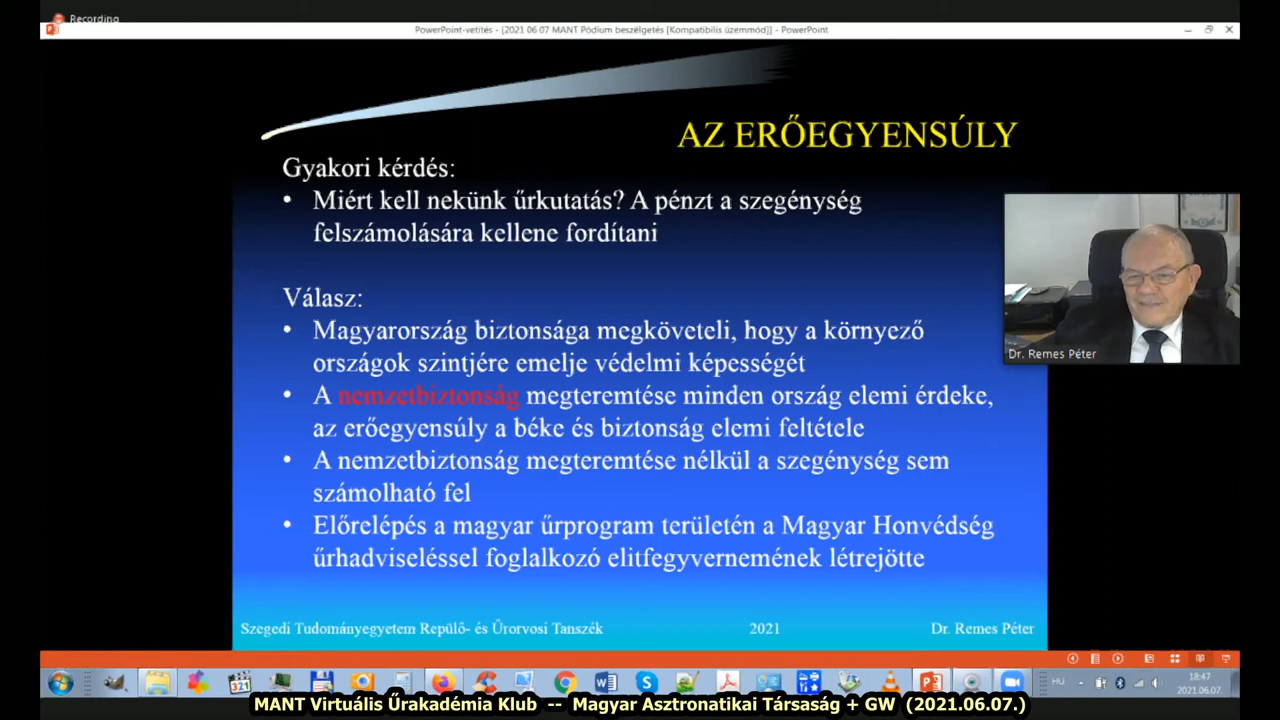 Recording
PowerPoint-vetítés - [2021 06 07 MANT Pódium beszélgetés [Kompatibilis üzemmód]] - PowerPoint
AZ ERŐEGYENSÚLY
Gyakori kérdés:
• Miért kell nekünk űrkutatás? A pénzt a szegénység
felszámolására kellene fordítani
Válasz:
• Magyarország biztonsága megköveteli, hogy a környező
országok szintjére emelje védelmi képességét
• A nemzetbiztonság megteremtése minden ország elemi érdeke,
az erőegyensúly a béke és biztonság elemi feltétele
• A nemzetbiztonság megteremtése nélkül a szegénység sem
számolható fel
• Előrelépés a magyar űrprogram területén a Magyar Honvédség
űrhadviseléssel foglalkozó elitfegyvernemének létrejötte
Dr. Remes Péter
Szegedi Tudományegyetem Repülő- és Űrorvosi Tanszék 2021 Dr. Remes Péter
321
HU
18:47
2021.06.07.
MANT Virtuális Űrakadémia Klub -- Magyar Asztronatikai Társaság + GW (2021.06.07.)